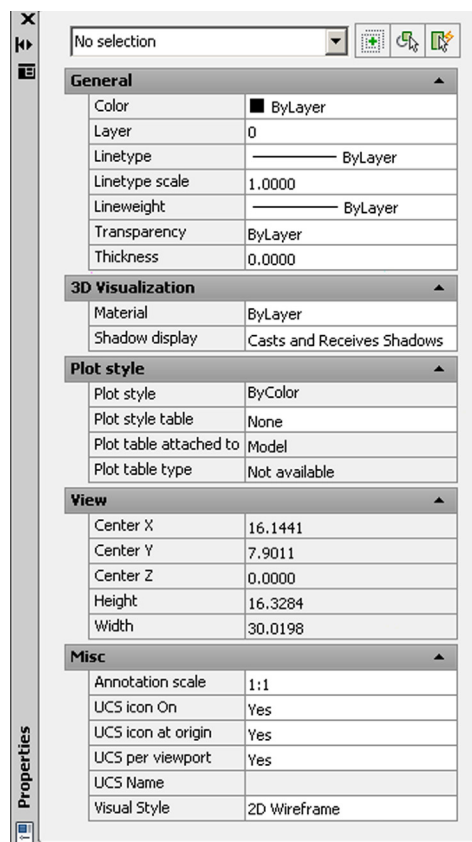 No selection
General
Color ByLayer
Layer 0
Linetype ByLayer
Linetype scale 1.0000
Lineweight ByLayer
Transparency ByLayer
Thickness 0.0000
3D Visualization
Material ByLayer
Shadow display Casts and Receives Shadows
Plot style
Plot style ByColor
Plot style table None
Plot table attached to Model
Plot table type Not available
View
Center X 16.1441
Center Y 7.9011
Center Z 0.0000
Height 16.3284
Width 30.0198
Misc
Annotation scale 1:1
UCS icon On Yes
UCS icon at origin Yes
UCS per viewport Yes
UCS Name
Visual Style 2D Wireframe
Properties